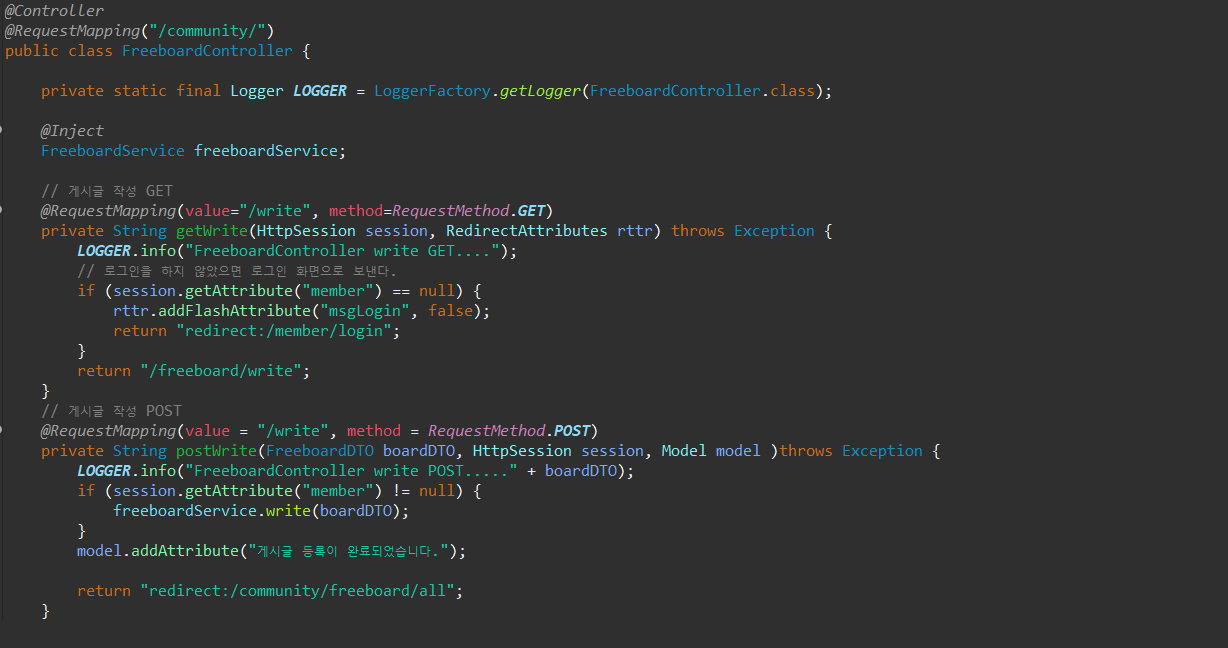 @Controller
@RequestMapping("/community/")
public class FreeboardController {
private static final Logger LOGGER = LoggerFactory.getLogger(FreeboardController.class);
@Inject
FreeboardService freeboardService;
// 게시글 작성 GET
@RequestMapping(value="/write", method=RequestMethod.GET)
private String getWrite(HttpSession session, RedirectAttributes rttr) throws Exception {
LOGGER.info("FreeboardController write GET....");
// 로그인을 하지 않았으면 로그인 화면으로 보낸다.
if (session.getAttribute("member") == null) {
rttr.addFlashAttribute("msgLogin", false);
return "redirect:/member/login";
}
return "/freeboard/write";
}
// 게시글 작성 POST
@RequestMapping(value = "/write", method = RequestMethod.POST)
private String postWrite(FreeboardDTO boardDTO, HttpSession session, Model model )throws Exception {
LOGGER.info("FreeboardController write POST....." + boardDTO);
if (session.getAttribute("member") != null) {
freeboardService.write(boardDTO);
}
model.addAttribute("게시글 등록이 완료되었습니다.");
return "redirect:/community/freeboard/all";
}